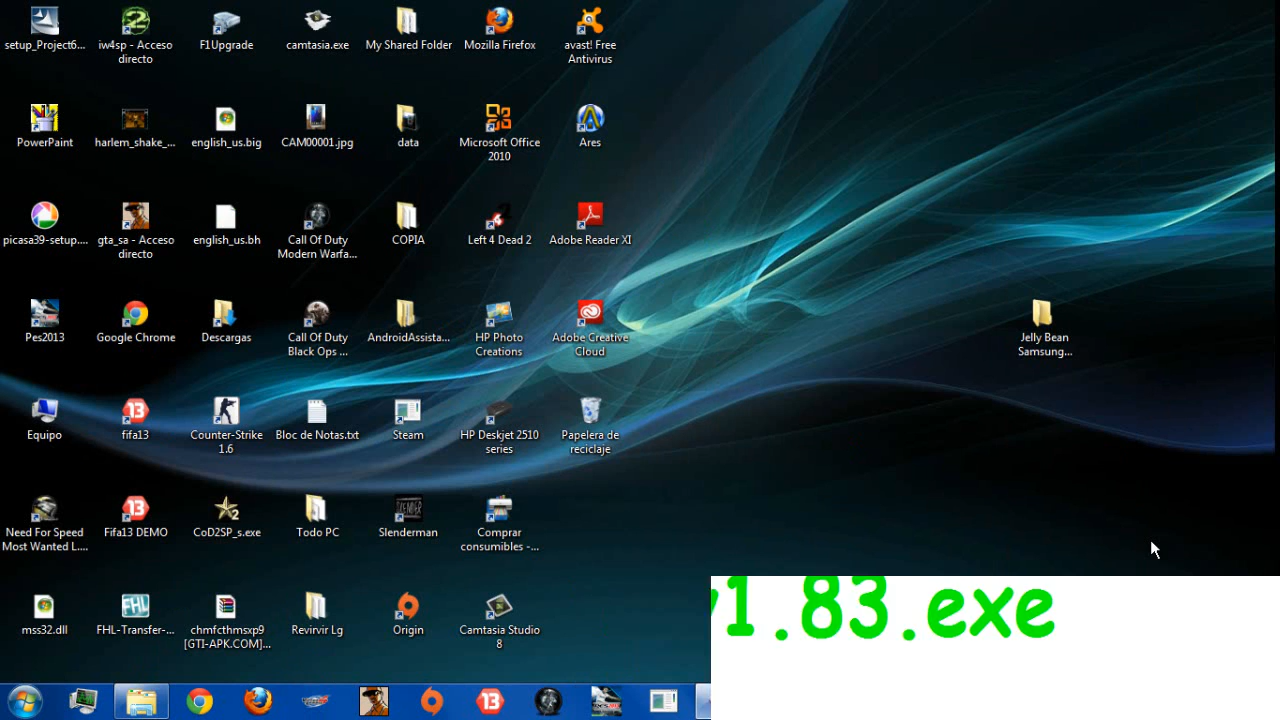 setup_Project6...
iw4sp - Acceso
directo
F1Upgrade
camtasia.exe
My Shared Folder
Mozilla Firefox
avast! Free
Antivirus
PowerPaint
harlem_shake_...
english_us.big
CAM00001.jpg
data
Microsoft Office
2010
Ares
picasa39-setup....
gta_sa - Acceso
directo
english_us.bh
Call Of Duty
Modern Warfa...
COPIA
Left 4 Dead 2
Adobe Reader XI
Pes2013
Google Chrome
Descargas
Call Of Duty
Black Ops ...
AndroidAssista...
HP Photo
Creations
Adobe Creative
Cloud
Jelly Bean
Samsung...
Equipo
fifa13
Counter-Strike
1.6
Bloc de Notas.txt
Steam
HP Deskjet 2510
series
Papelera de
reciclaje
Need For Speed
Most Wanted L....
Fifa13 DEMO
CoD2SP_s.exe
Todo PC
Slenderman
Comprar
consumibles -...
mss32.dll
FHL-Transfer-...
chmfcthmsxp9
[GTI-APK.COM]...
Revirvir Lg
Origin
Camtasia Studio
8
v1.83.exe